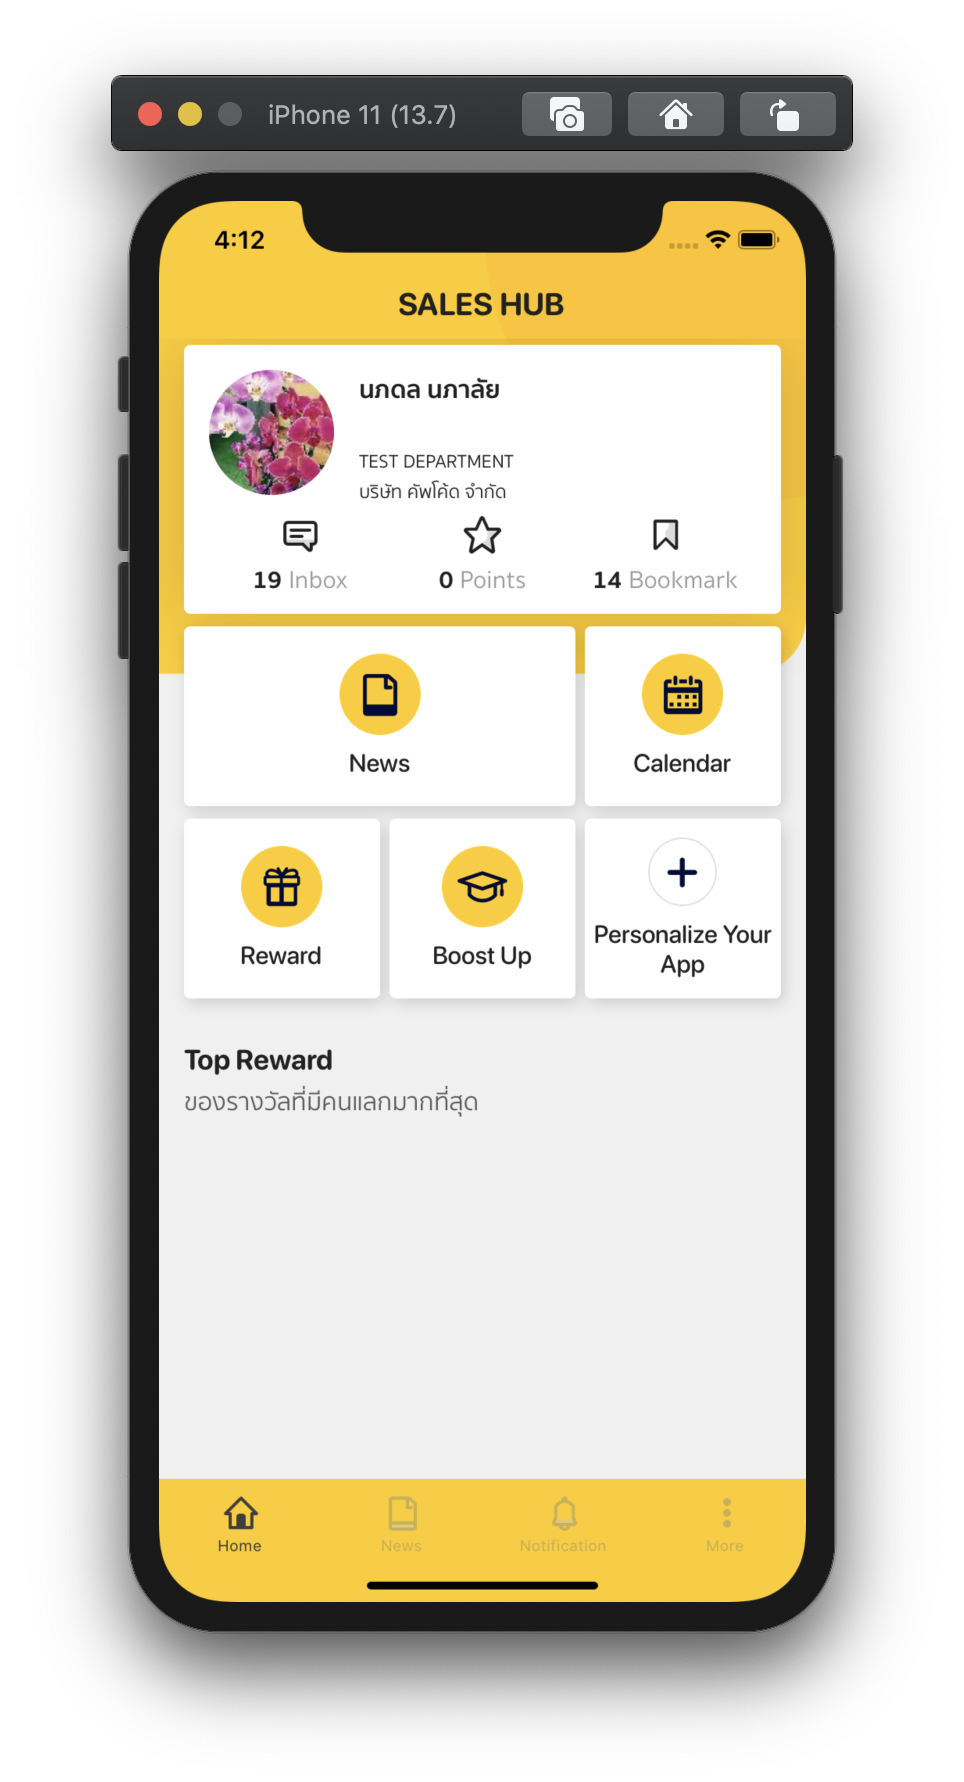 iPhone 11 (13.7)
4:12
SALES HUB
นภดล นภาลัย
TEST DEPARTMENT
บริษัท คัพโค้ด จำกัด
19 Inbox
0 Points
14 Bookmark
News
Calendar
Reward
Boost Up
Personalize Your
App
Top Reward
ของรางวัลที่มีคนแลกมากที่สุด
Home
News
Notification
More